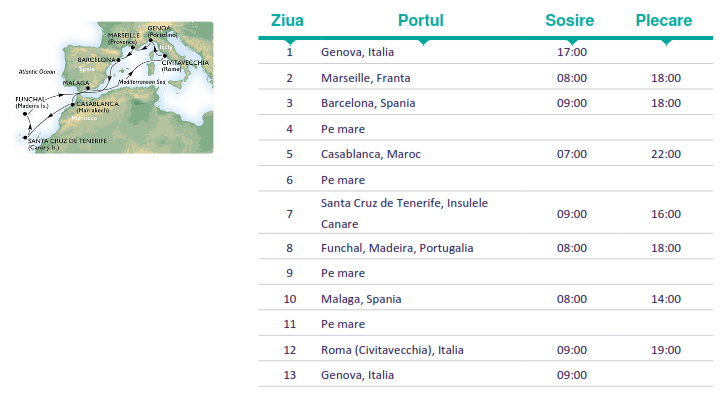 GENOA
(Portofino)
MARSEILLE
(Provence)
Italy
BARCELONA
CIVITAVECCHIA
(Rome)
Spain
Atlantic Ocean
Mediterranean Sea
MALAGA
FUNCHAL
(Madeira Is.)
CASABLANCA
(Marrakech)
Morocco
SANTA CRUZ DE TENERIFE
(Canary Is.)
Ziua Portul Sosire Plecare
1 Genova, Italia 17:00
2 Marseille, Franta 08:00 18:00
3 Barcelona, Spania 09:00 18:00
4 Pe mare
5 Casablanca, Maroc 07:00 22:00
6 Pe mare
7 Santa Cruz de Tenerife, Insulele
Canare 09:00 16:00
8 Funchal, Madeira, Portugalia 08:00 18:00
9 Pe mare
10 Malaga, Spania 08:00 14:00
11 Pe mare
12 Roma (Civitavecchia), Italia 09:00 19:00
13 Genova, Italia 09:00